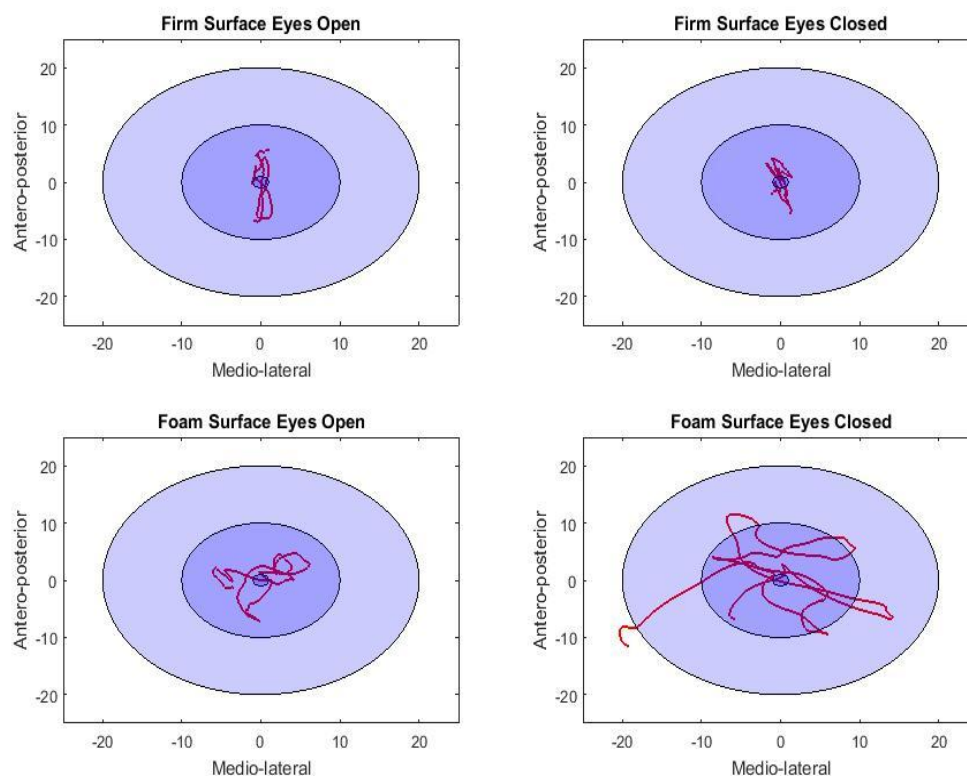 Firm Surface Eyes Open
20
10
0
-10
-20
Antero-posterior
-20 -10 0 10 20
Medio-lateral
Firm Surface Eyes Closed
20
10
0
-10
-20
Antero-posterior
-20 -10 0 10 20
Medio-lateral
Foam Surface Eyes Open
20
10
0
-10
-20
Antero-posterior
-20 -10 0 10 20
Medio-lateral
Foam Surface Eyes Closed
20
10
0
-10
-20
Antero-posterior
-20 -10 0 10 20
Medio-lateral